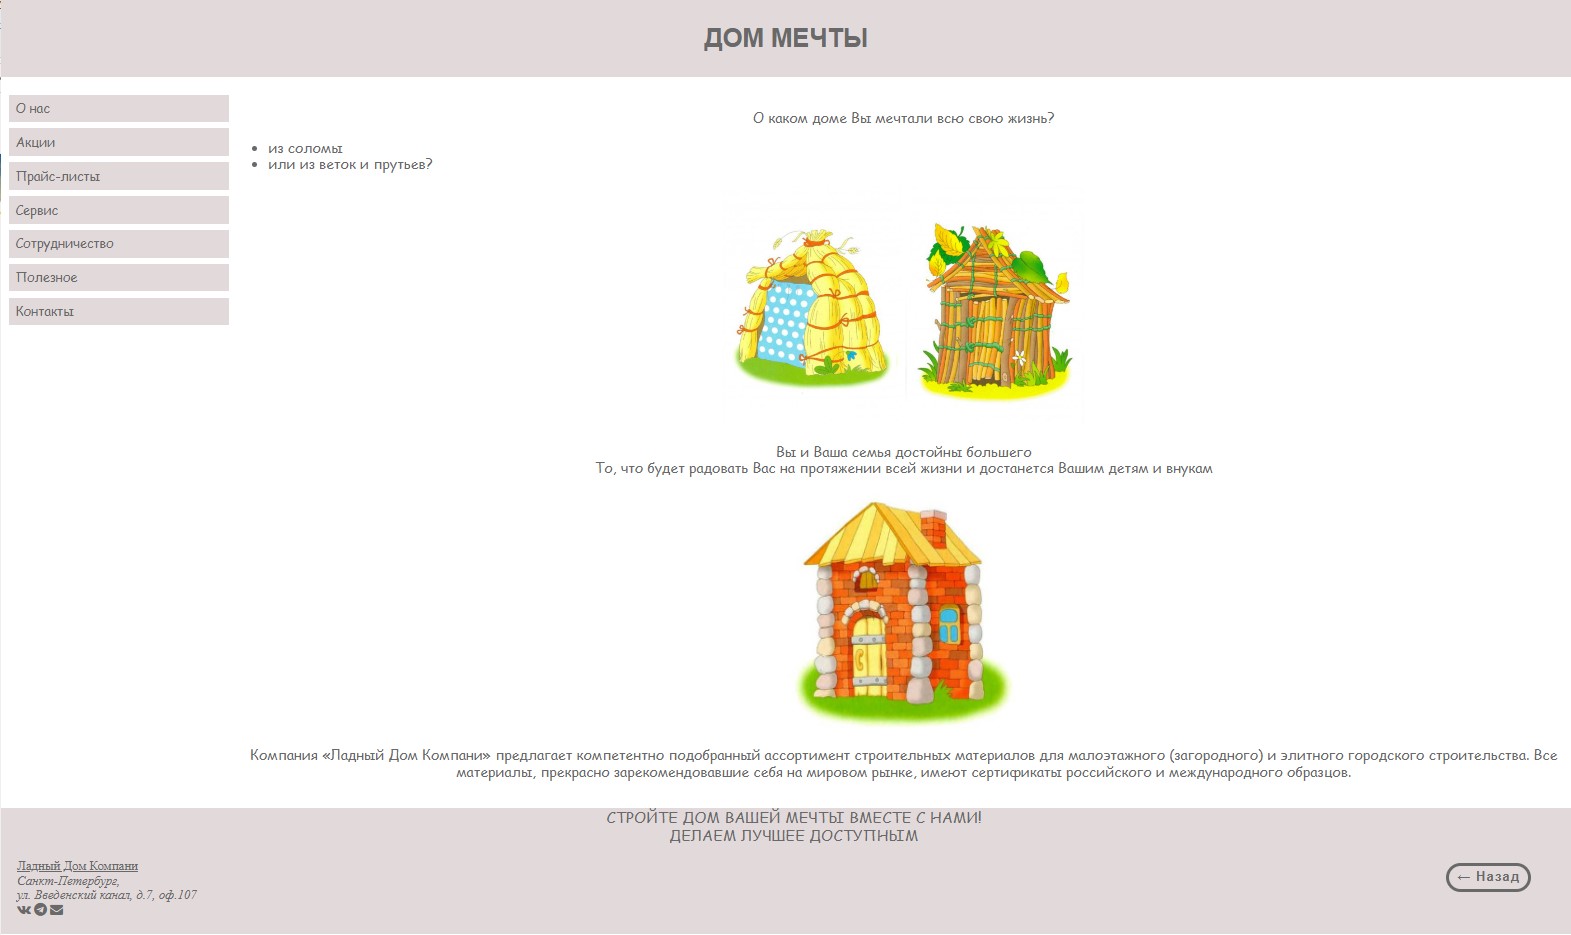 ДОМ МЕЧТЫ
О нас
Акции
Прайс-листы
Сервис
Сотрудничество
Полезное
Контакты
О каком доме Вы мечтали всю свою жизнь?
• из соломы
• или из веток и прутьев?
Вы и Ваша семья достойны большего
То, что будет радовать Вас на протяжении всей жизни и достанется Вашим детям и внукам
Компания «Ладный Дом Компани» предлагает компетентно подобранный ассортимент строительных материалов для малоэтажного (загородного) и элитного городского строительства. Все
материалы, прекрасно зарекомендовавшие себя на мировом рынке, имеют сертификаты российского и международного образцов.
СТРОЙТЕ ДОМ ВАШЕЙ МЕЧТЫ ВМЕСТЕ С НАМИ!
ДЕЛАЕМ ЛУЧШЕЕ ДОСТУПНЫМ
Ладный Дом Компани
Санкт-Петербург,
ул. Введенский канал, д.7, оф.107
← Назад